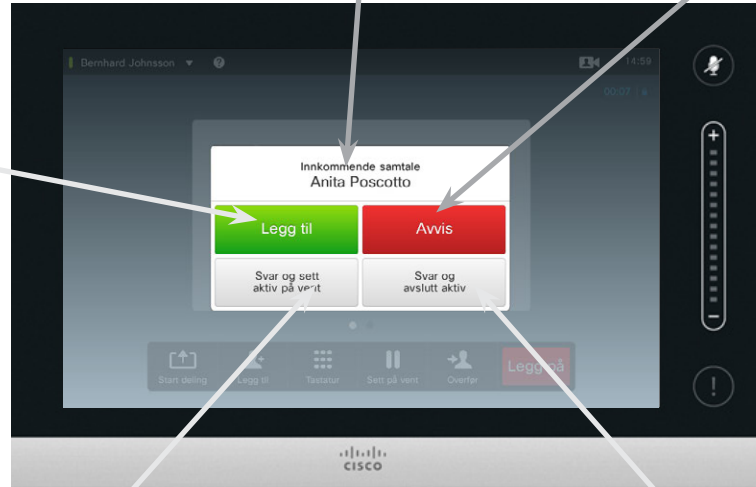 Bernhard Johnsson
14:59
00:07
Innkommende samtale
Anita Poscotto
Legg til
Avvis
Svar og sett
aktiv på vent
Svar og
avslutt aktiv
Start deling
Legg til
Tastatur
Sett på vent
Overfør
Legg på
CISCO